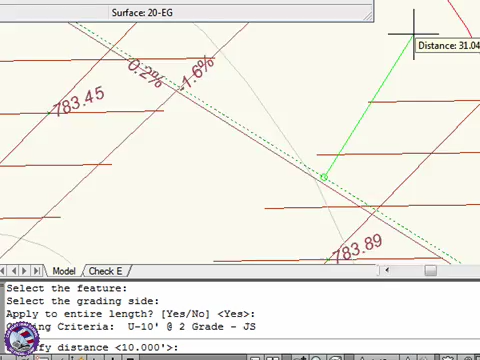 Surface: 20-EG
Distance: 31.04
0.2%
-1.6%
783.45
783.89
Model
Check E
Select the feature:
Select the grading side:
Apply to entire length? [Yes/No] <Yes>:
Criteria: U-10' @ 2 Grade - JS
distance <10.000'>: